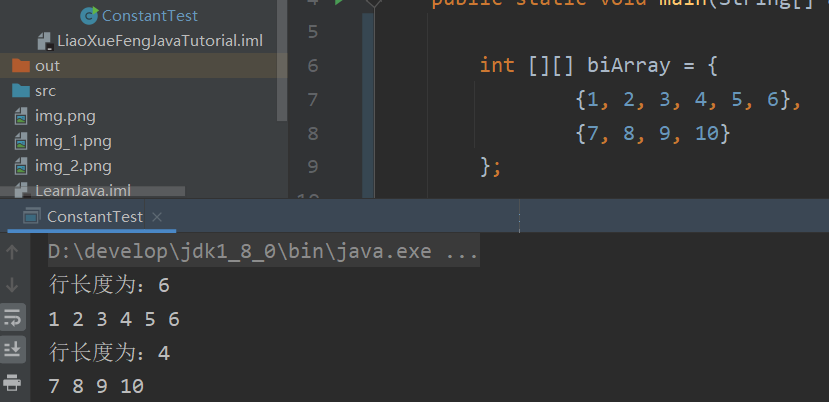 ConstantTest
LiaoXueFengJavaTutorial.iml
out
src
img.png
img_1.png
img_2.png
LearnJava.iml
4 public static void main(String[]
5
6 int [][] biArray = {
7 {1, 2, 3, 4, 5, 6},
8 {7, 8, 9, 10}
9 };
10
ConstantTest ×
D:\develop\jdk1_8_0\bin\java.exe ...
行长度为：6
1 2 3 4 5 6
行长度为：4
7 8 9 10